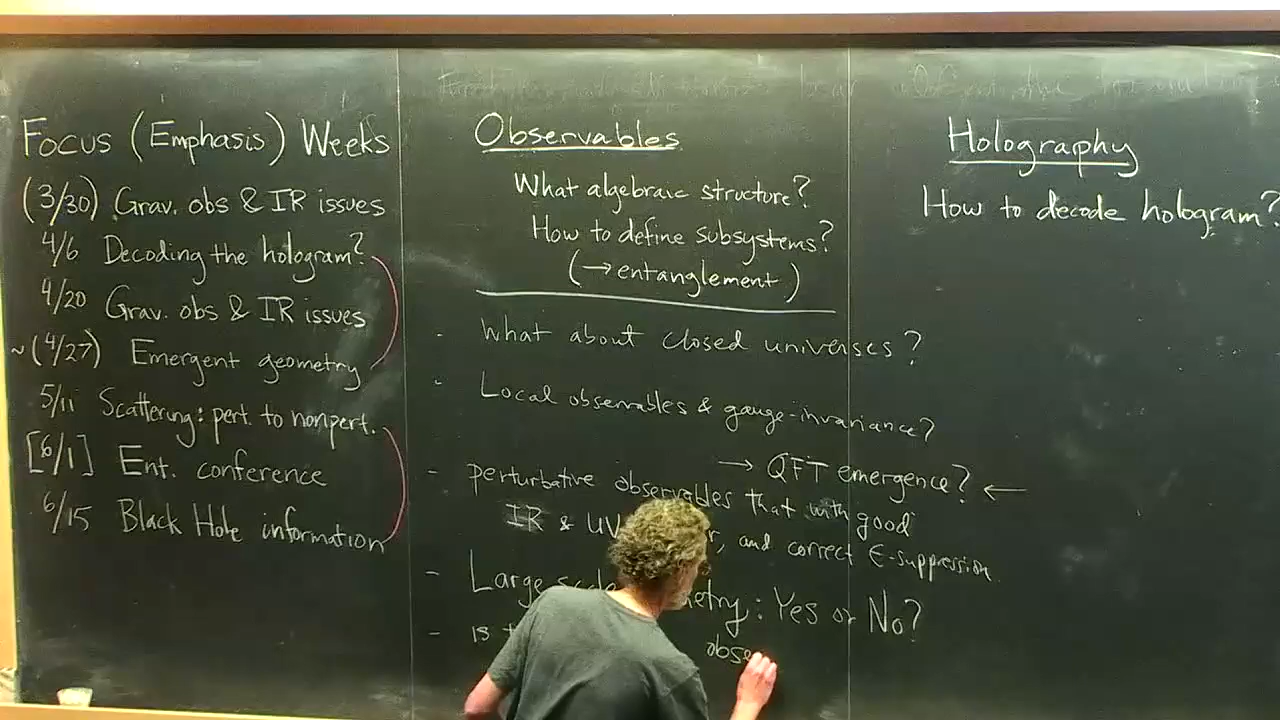 Focus (Emphasis) Weeks
(3/30) Grav. obs & IR issues
4/6 Decoding the hologram?
4/20 Grav. obs & IR issues
~(4/27) Emergent geometry
5/11 Scattering: pert. to nonpert.
[6/1] Ent. conference
6/15 Black Hole information
Observables
What algebraic structure?
How to define subsystems?
(→ entanglement)
- What about closed universes?
- Local observables & gauge-invariance?
→ QFT emergence? ←
- perturbative observables that with good
IR & UV and correct E-suppression
- Large : Yes or No?
- is
Holography
How to decode hologram?